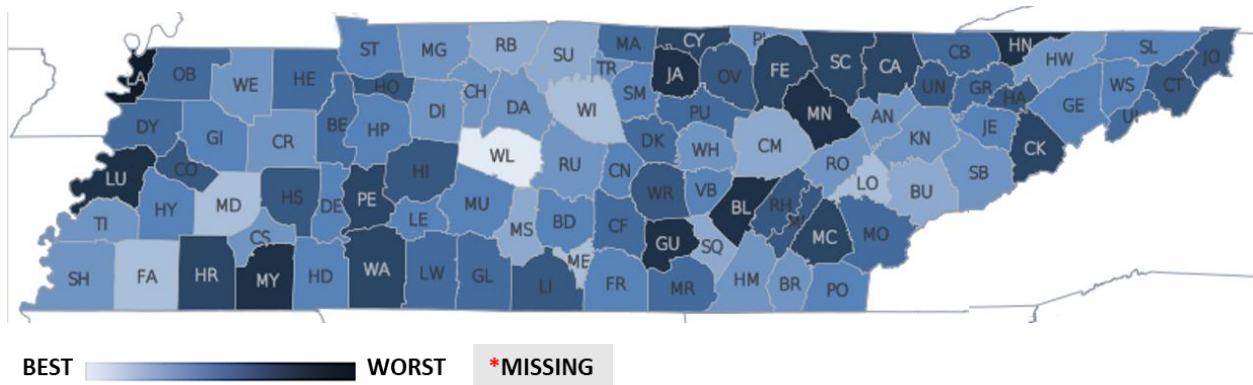 ST MG RB SU MA CY PI JA OV FE SC CA CB HN HW SL JO
LA OB WE HE HO CH DA WI TR SM UN GR HA GE WS CT
DY GI CR BE HP DI PU MN AN KN JE UI
WL RU CN DK WH CM RO LO BU SB CK
LU CO HI WR VB
TI HY MD HS DE PE LE MU MS BD CF BL RH MC MO
SH FA HR CS MY HD WA LW GL LI ME FR GU MR SQ HM BR PO
BEST WORST *MISSING